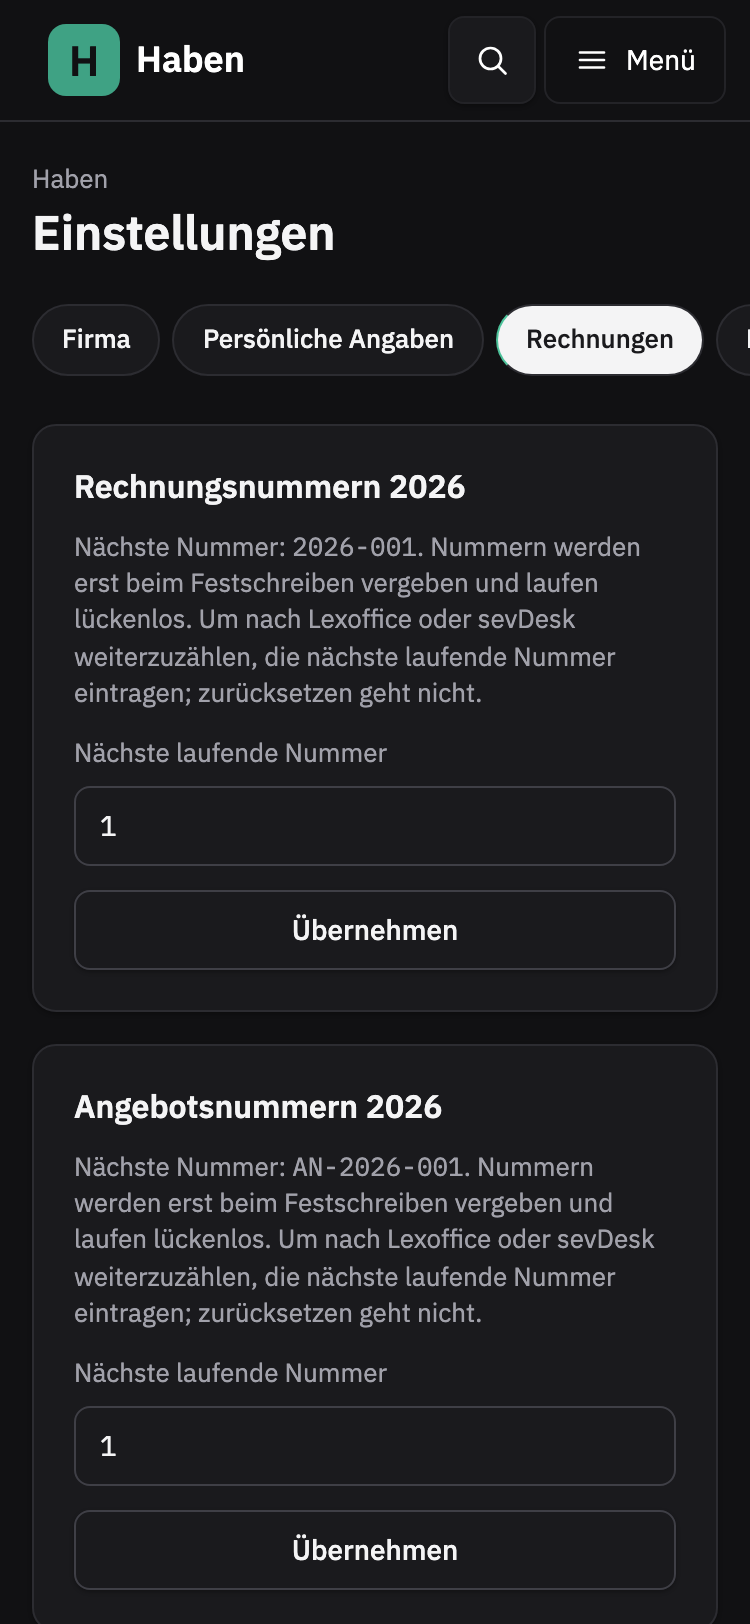 H Haben
Menü
Haben
Einstellungen
Firma Persönliche Angaben Rechnungen
Rechnungsnummern 2026
Nächste Nummer: 2026-001. Nummern werden
erst beim Festschreiben vergeben und laufen
lückenlos. Um nach Lexoffice oder sevDesk
weiterzuzählen, die nächste laufende Nummer
eintragen; zurücksetzen geht nicht.
Nächste laufende Nummer
1
Übernehmen
Angebotsnummern 2026
Nächste Nummer: AN-2026-001. Nummern
werden erst beim Festschreiben vergeben und
laufen lückenlos. Um nach Lexoffice oder sevDesk
weiterzuzählen, die nächste laufende Nummer
eintragen; zurücksetzen geht nicht.
Nächste laufende Nummer
1
Übernehmen